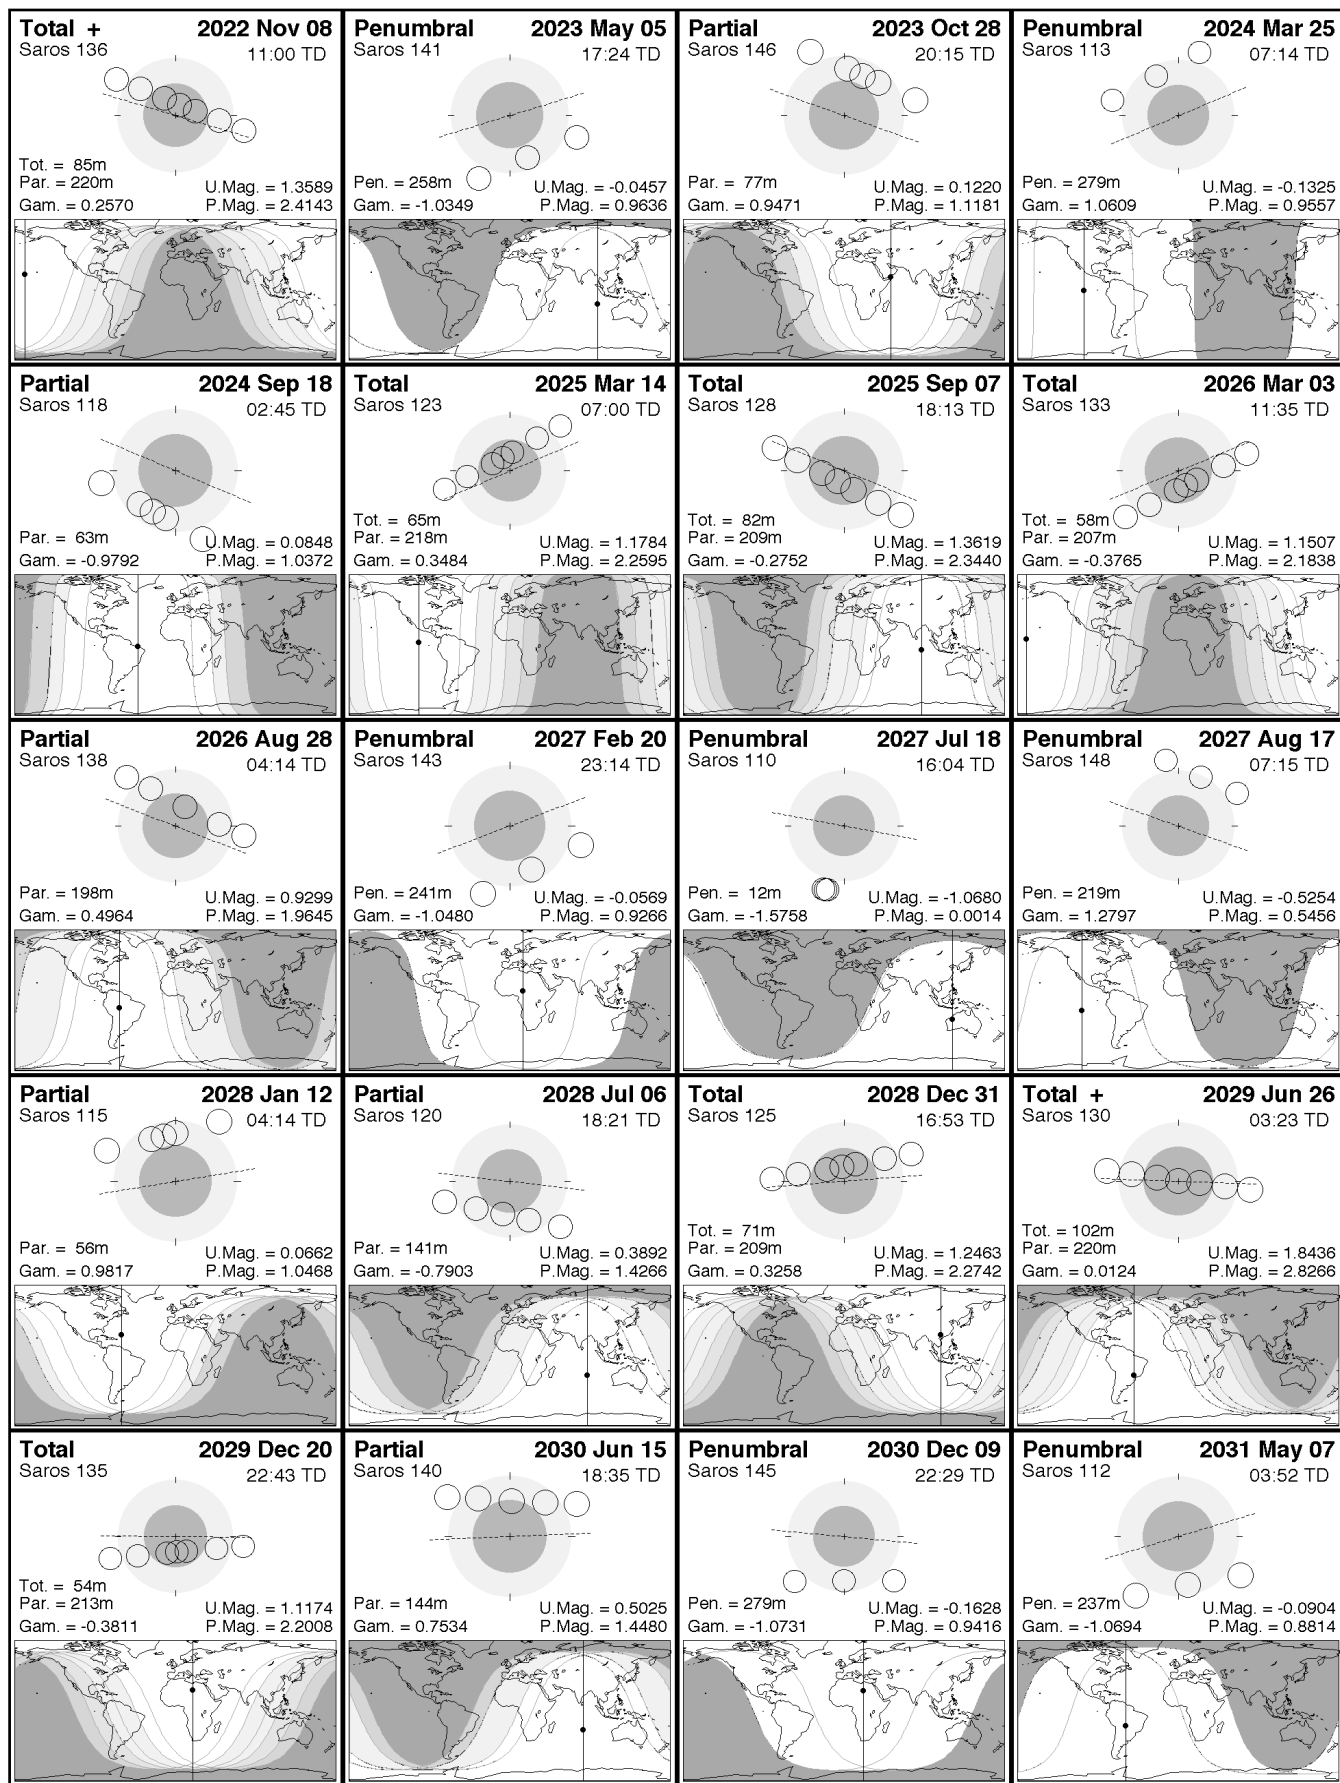 Total + 2022 Nov 08
Saros 136 11:00 TD
Tot. = 85m
Par. = 220m U.Mag. = 1.3589
Gam. = 0.2570 P.Mag. = 2.4143
Penumbral 2023 May 05
Saros 141 17:24 TD
Pen. = 258m U.Mag. = -0.0457
Gam. = -1.0349 P.Mag. = 0.9636
Partial 2023 Oct 28
Saros 146 20:15 TD
Par. = 77m U.Mag. = 0.1220
Gam. = 0.9471 P.Mag. = 1.1181
Penumbral 2024 Mar 25
Saros 113 07:14 TD
Pen. = 279m U.Mag. = -0.1325
Gam. = 1.0609 P.Mag. = 0.9557
Partial 2024 Sep 18
Saros 118 02:45 TD
Par. = 63m U.Mag. = 0.0848
Gam. = -0.9792 P.Mag. = 1.0372
Total 2025 Mar 14
Saros 123 07:00 TD
Tot. = 65m
Par. = 218m U.Mag. = 1.1784
Gam. = 0.3484 P.Mag. = 2.2595
Total 2025 Sep 07
Saros 128 18:13 TD
Tot. = 82m
Par. = 209m U.Mag. = 1.3619
Gam. = -0.2752 P.Mag. = 2.3440
Total 2026 Mar 03
Saros 133 11:35 TD
Tot. = 58m
Par. = 207m U.Mag. = 1.1507
Gam. = -0.3765 P.Mag. = 2.1838
Partial 2026 Aug 28
Saros 138 04:14 TD
Par. = 198m U.Mag. = 0.9299
Gam. = 0.4964 P.Mag. = 1.9645
Penumbral 2027 Feb 20
Saros 143 23:14 TD
Pen. = 241m U.Mag. = -0.0569
Gam. = -1.0480 P.Mag. = 0.9266
Penumbral 2027 Jul 18
Saros 110 16:04 TD
Pen. = 12m U.Mag. = -1.0680
Gam. = -1.5758 P.Mag. = 0.0014
Penumbral 2027 Aug 17
Saros 148 07:15 TD
Pen. = 219m U.Mag. = -0.5254
Gam. = 1.2797 P.Mag. = 0.5456
Partial 2028 Jan 12
Saros 115 04:14 TD
Par. = 56m U.Mag. = 0.0662
Gam. = 0.9817 P.Mag. = 1.0468
Partial 2028 Jul 06
Saros 120 18:21 TD
Par. = 141m U.Mag. = 0.3892
Gam. = -0.7903 P.Mag. = 1.4266
Total 2028 Dec 31
Saros 125 16:53 TD
Tot. = 71m
Par. = 209m U.Mag. = 1.2463
Gam. = 0.3258 P.Mag. = 2.2742
Total + 2029 Jun 26
Saros 130 03:23 TD
Tot. = 102m
Par. = 220m U.Mag. = 1.8436
Gam. = 0.0124 P.Mag. = 2.8266
Total 2029 Dec 20
Saros 135 22:43 TD
Tot. = 54m
Par. = 213m U.Mag. = 1.1174
Gam. = -0.3811 P.Mag. = 2.2008
Partial 2030 Jun 15
Saros 140 18:35 TD
Par. = 144m U.Mag. = 0.5025
Gam. = 0.7534 P.Mag. = 1.4480
Penumbral 2030 Dec 09
Saros 145 22:29 TD
Pen. = 279m U.Mag. = -0.1628
Gam. = -1.0731 P.Mag. = 0.9416
Penumbral 2031 May 07
Saros 112 03:52 TD
Pen. = 237m U.Mag. = -0.0904
Gam. = -1.0694 P.Mag. = 0.8814